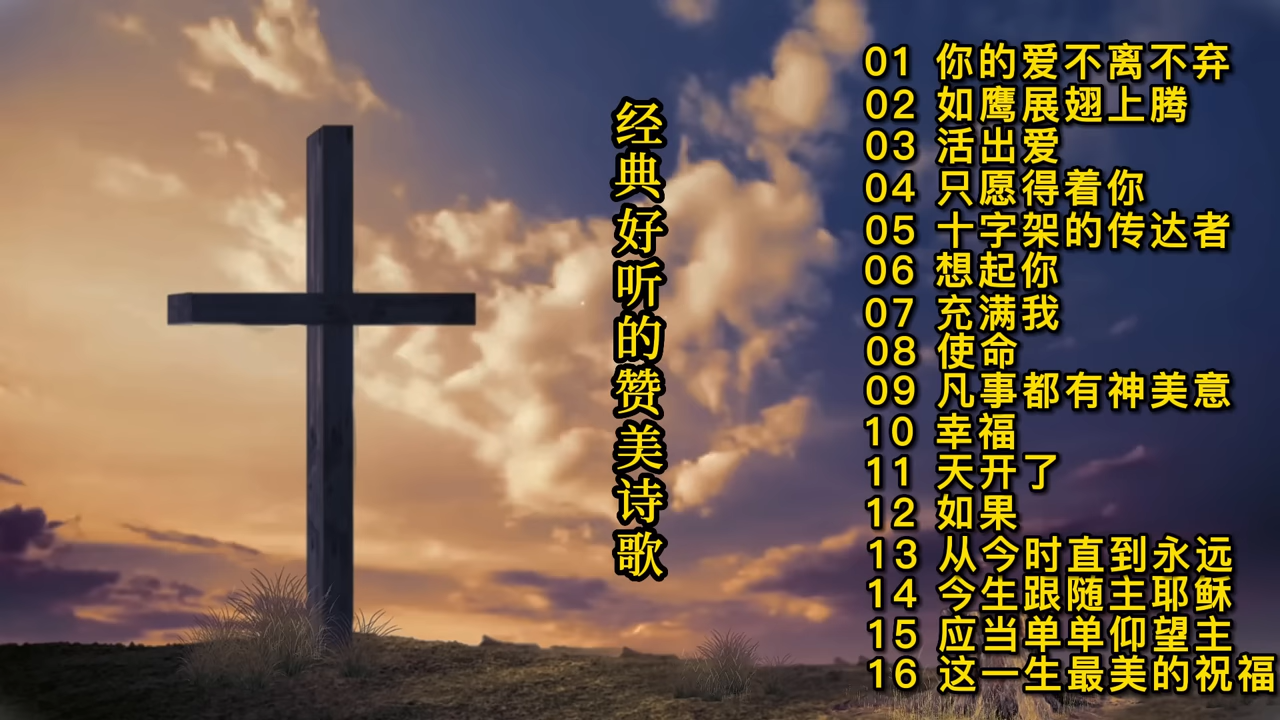 经典好听的赞美诗歌
01 你的爱不离不弃
02 如鹰展翅上腾
03 活出爱
04 只愿得着你
05 十字架的传达者
06 想起你
07 充满我
08 使命
09 凡事都有神美意
10 幸福
11 天开了
12 如果
13 从今时直到永远
14 今生跟随主耶稣
15 应当单单仰望主
16 这一生最美的祝福